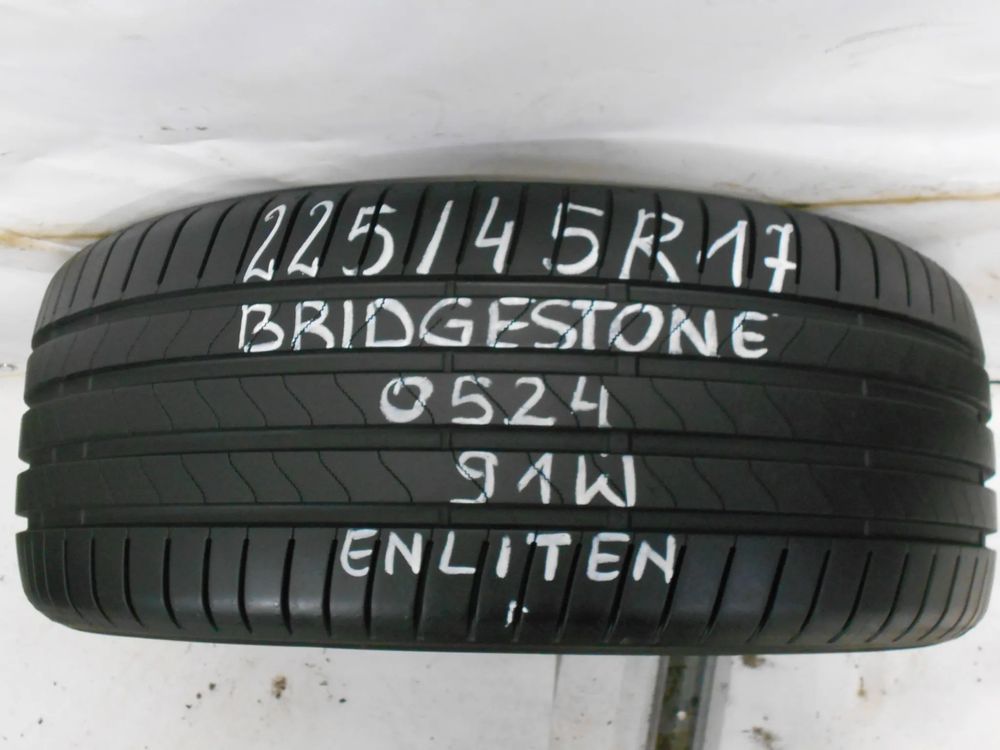 225/45R17
BRIDGESTONE
0524
91W
ENLITEN